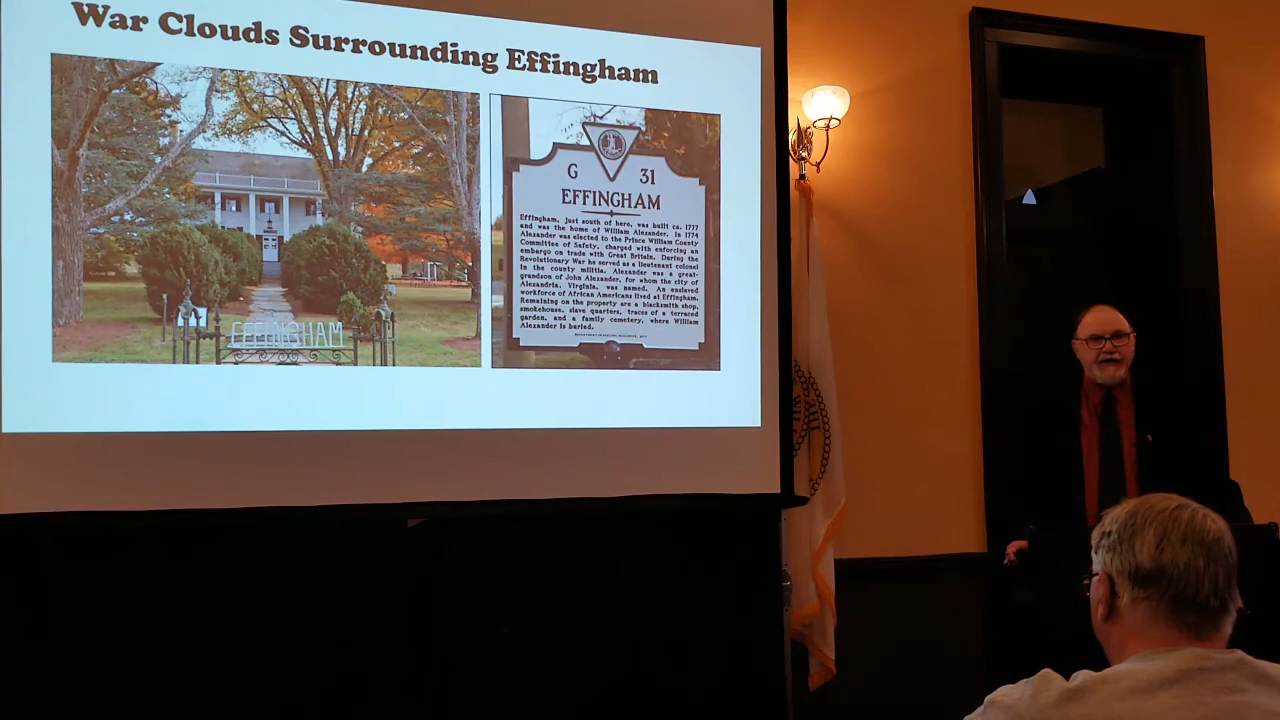 War Clouds Surrounding Effingham
EFFINGHAM
G 31
EFFINGHAM
Effingham, just south of here, was built ca. 1777
and was the home of William Alexander. In 1774
Alexander was elected to the Prince William County
Committee of Safety, charged with enforcing an
embargo on trade with Great Britain. During the
Revolutionary War he served as a lieutenant colonel
in the county militia. Alexander was a great-
grandson of John Alexander, for whom the city of
Alexandria, Virginia, was named. An enslaved
workforce of African Americans lived at Effingham.
Remaining on the property are a blacksmith shop,
smokehouse, slave quarters, traces of a terraced
garden, and a family cemetery, where William
Alexander is buried.